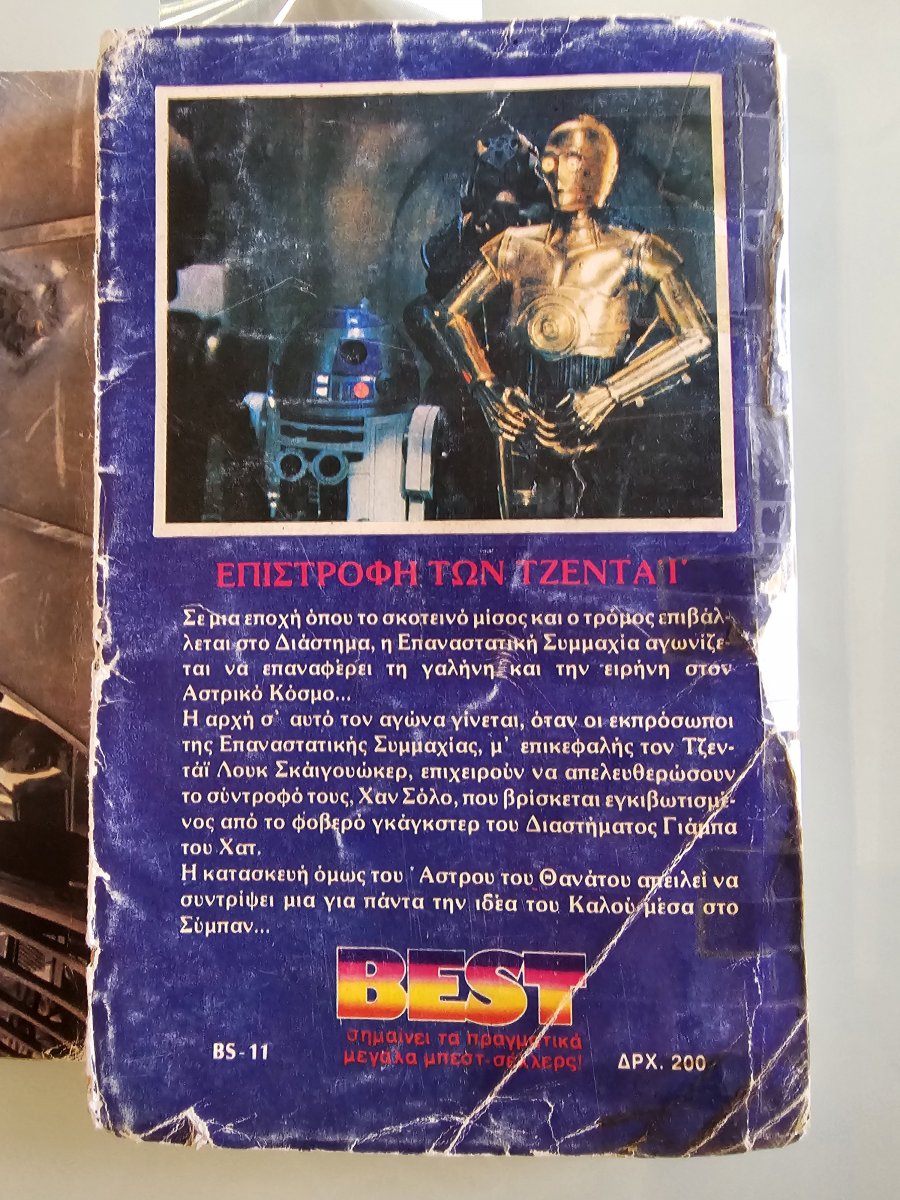 ΕΠΙΣΤΡΟΦΗ ΤΩΝ ΤΖΕΝΤΑΪ
Σε μια εποχή όπου το σκοτεινό μίσος και ο τρόμος επιβάλ-
λεται στο Διάστημα, η Επαναστατική Συμμαχία αγωνίζε-
ται να επαναφέρει τη γαλήνη και την ειρήνη στον
Αστρικό Κόσμο...
Η αρχή σ' αυτό τον αγώνα γίνεται, όταν οι εκπρόσωποι
της Επαναστατικής Συμμαχίας, μ' επικεφαλής τον Τζεν-
τάϊ Λουκ Σκάιγουώκερ, επιχειρούν να απελευθερώσουν
το σύντροφό τους, Χαν Σόλο, που βρίσκεται εγκιβωτισμέ-
νος από το φοβερό γκάγκστερ του Διαστήματος Γιάμπα
του Χατ.
Η κατασκευή όμως του 'Αστρου του Θανάτου απειλεί να
συντρίψει μια για πάντα την ιδέα του Καλού μέσα στο
Σύμπαν...
BEST
σημαίνει τα πραγματικά
μεγάλα μπεστ-σέλλερς!
BS-11
ΔΡΧ. 200